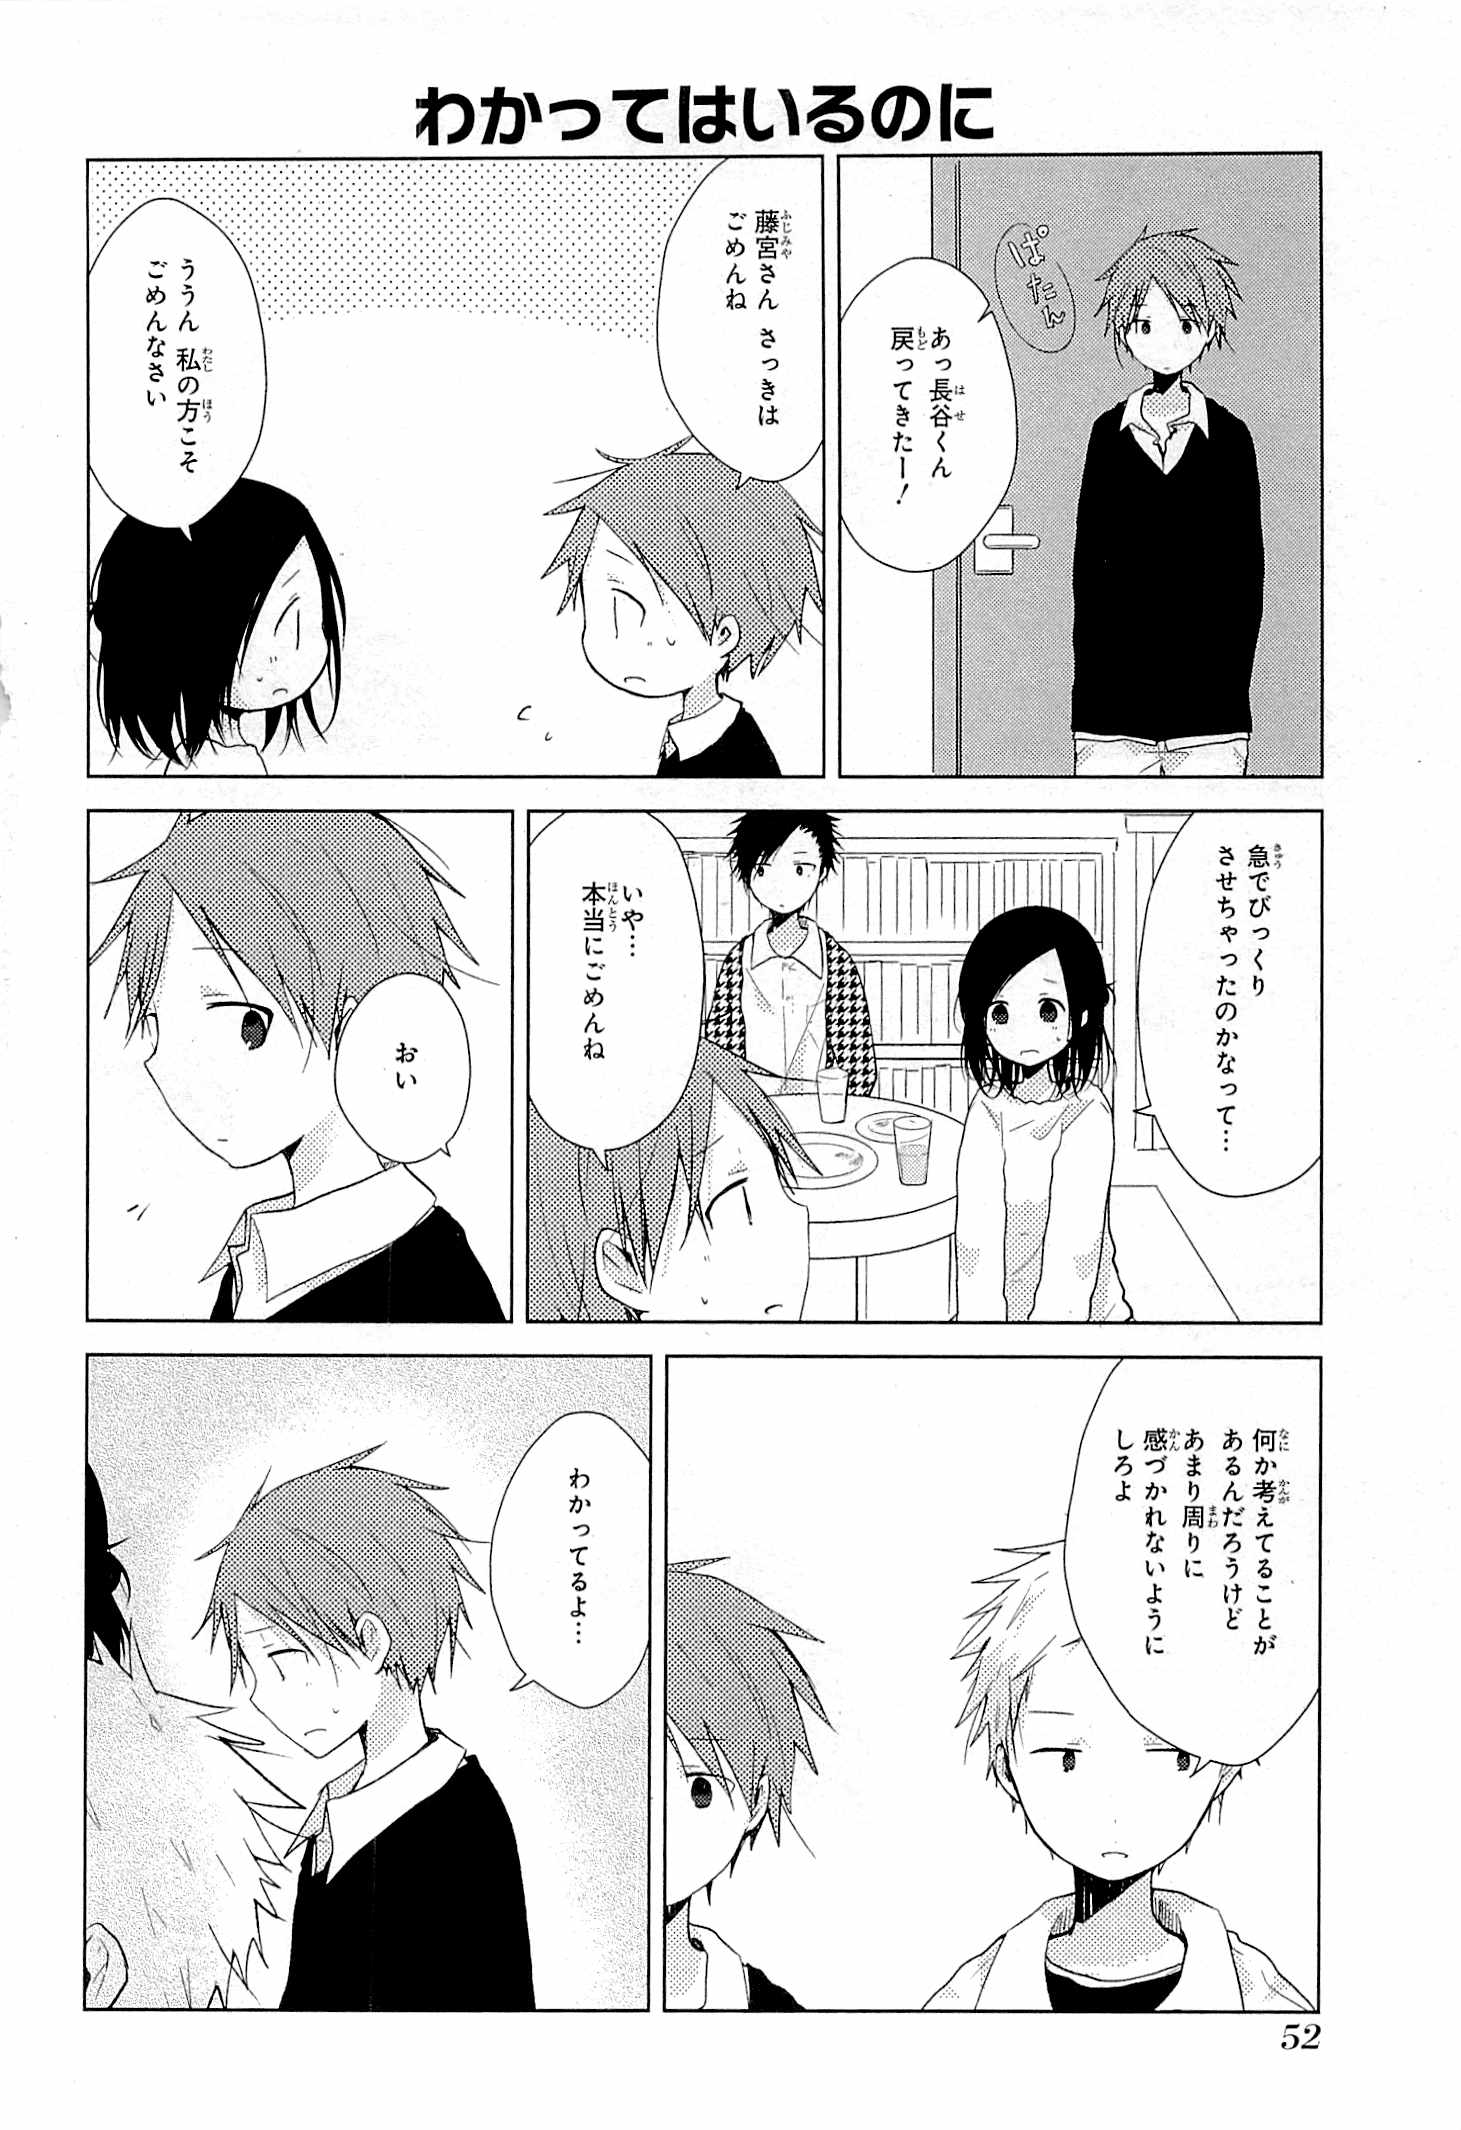 わかってはいるのに
ぱたん
あっ長谷くん
戻ってきたー!
藤宮さん さっきは
ごめんね
ううん 私の方こそ
ごめんなさい
急でびっくり
させちゃったのかなって…
いや…
本当にごめんね
おい
何か考えてることが
あるんだろうけど
あまり周りに
感づかれないように
しろよ
わかってるよ…
52